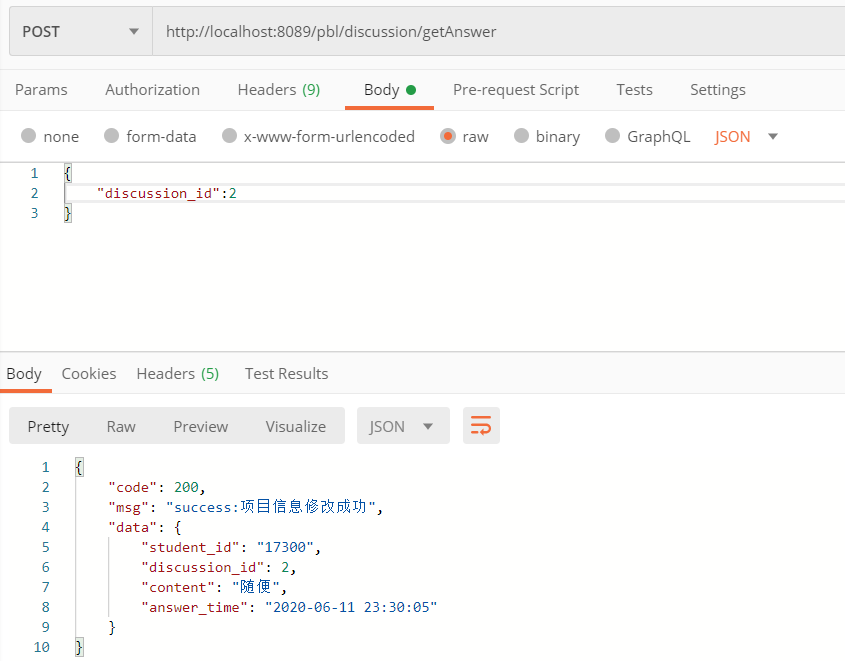 POST http://localhost:8089/pbl/discussion/getAnswer
Params Authorization Headers (9) Body Pre-request Script Tests Settings
none form-data x-www-form-urlencoded raw binary GraphQL JSON
1 {
2 "discussion_id":2
3 }
Body Cookies Headers (5) Test Results
Pretty Raw Preview Visualize JSON
1 {
2 "code": 200,
3 "msg": "success:项目信息修改成功",
4 "data": {
5 "student_id": "17300",
6 "discussion_id": 2,
7 "content": "随便",
8 "answer_time": "2020-06-11 23:30:05"
9 }
10 }